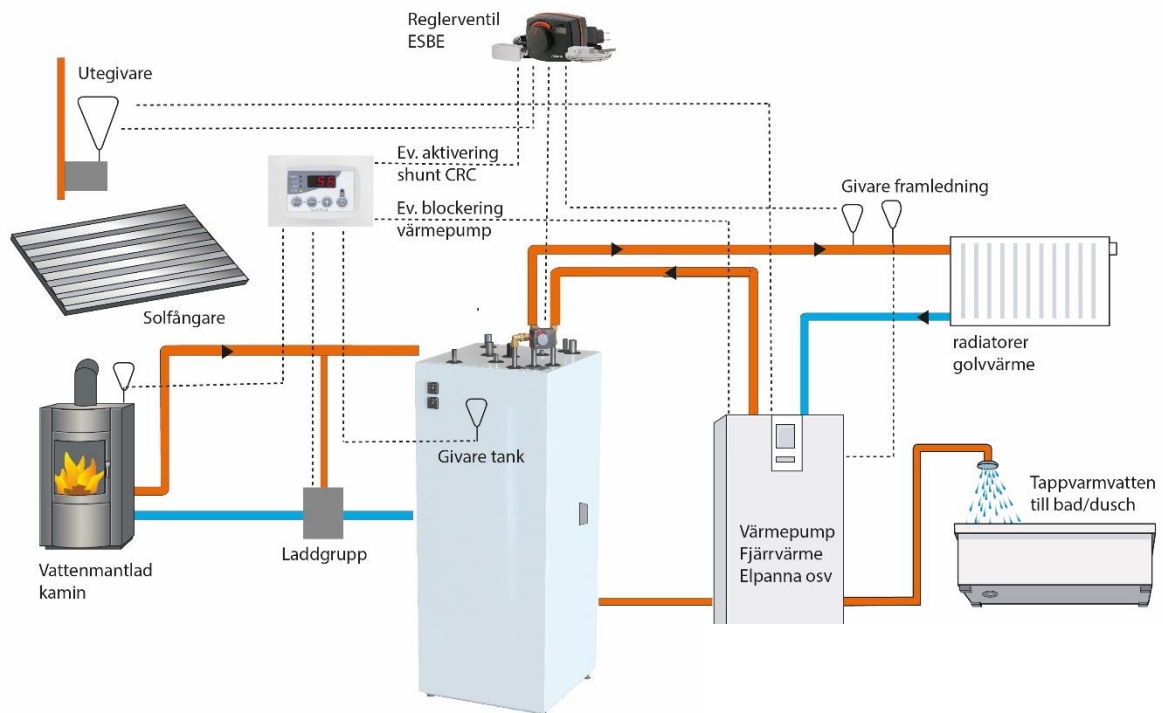 Reglerventil
ESBE
Utegivare
Ev. aktivering
shunt CRC
Givare framledning
Ev. blockering
värmepump
58
Solfångare
radiatorer
golvvärme
Givare tank
Tappvarmvatten
till bad/dusch
Värmepump
Fjärrvärme
Elpanna osv
Laddgrupp
Vattenmantlad
kamin